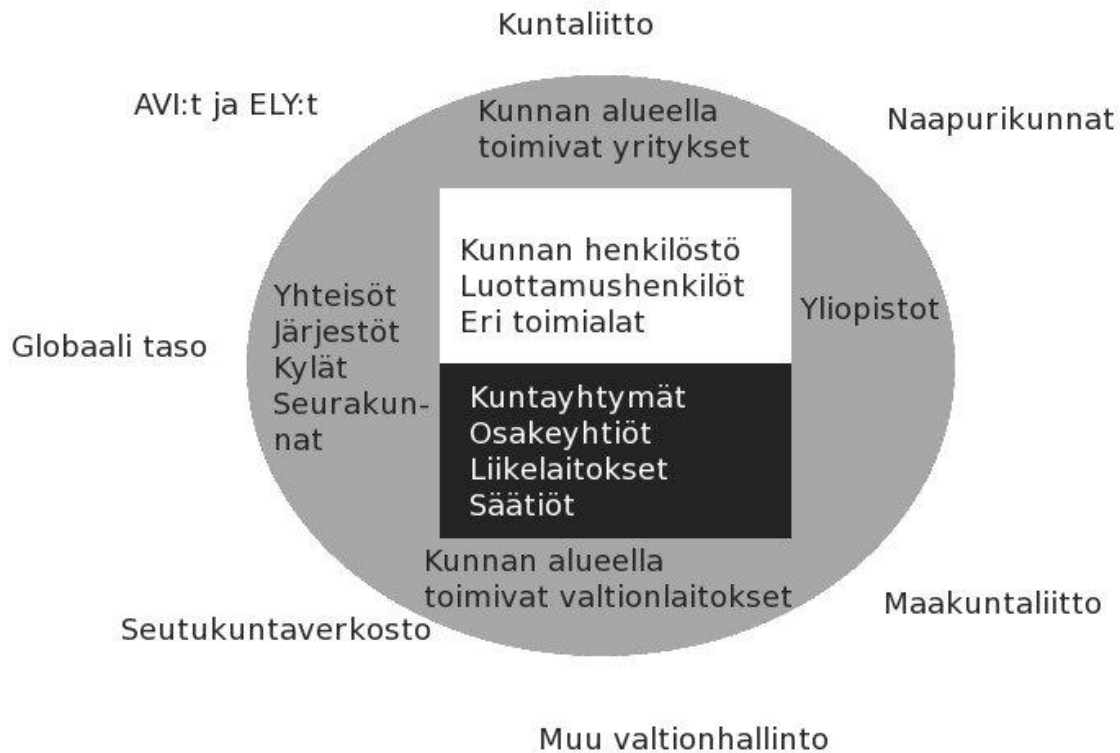 Kuntaliitto
AVI:t ja ELY:t
Kunnan alueella
toimivat yritykset
Naapurikunnat
Kunnan henkilöstö
Luottamushenkilöt
Eri toimialat
Yhteisöt
Järjestöt
Kylät
Seurakun-
nat
Yliopistot
Globaali taso
Kuntayhtymät
Osakeyhtiöt
Liikelaitokset
Säätiöt
Kunnan alueella
toimivat valtionlaitokset
Maakuntaliitto
Seutukuntaverkosto
Muu valtionhallinto